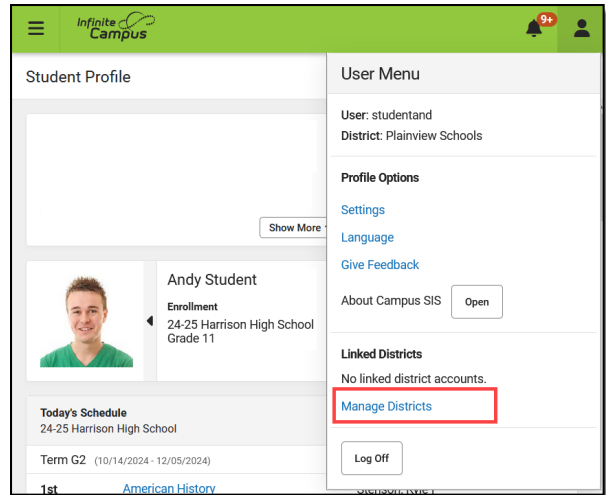 Infinite
Campus
9+
Student Profile
Show More
Andy Student
Enrollment
24-25 Harrison High School
Grade 11
Today's Schedule
24-25 Harrison High School
Term G2 (10/14/2024 - 12/05/2024)
1st American History
User Menu
User: studentand
District: Plainview Schools
Profile Options
Settings
Language
Give Feedback
About Campus SIS Open
Linked Districts
No linked district accounts.
Manage Districts
Log Off